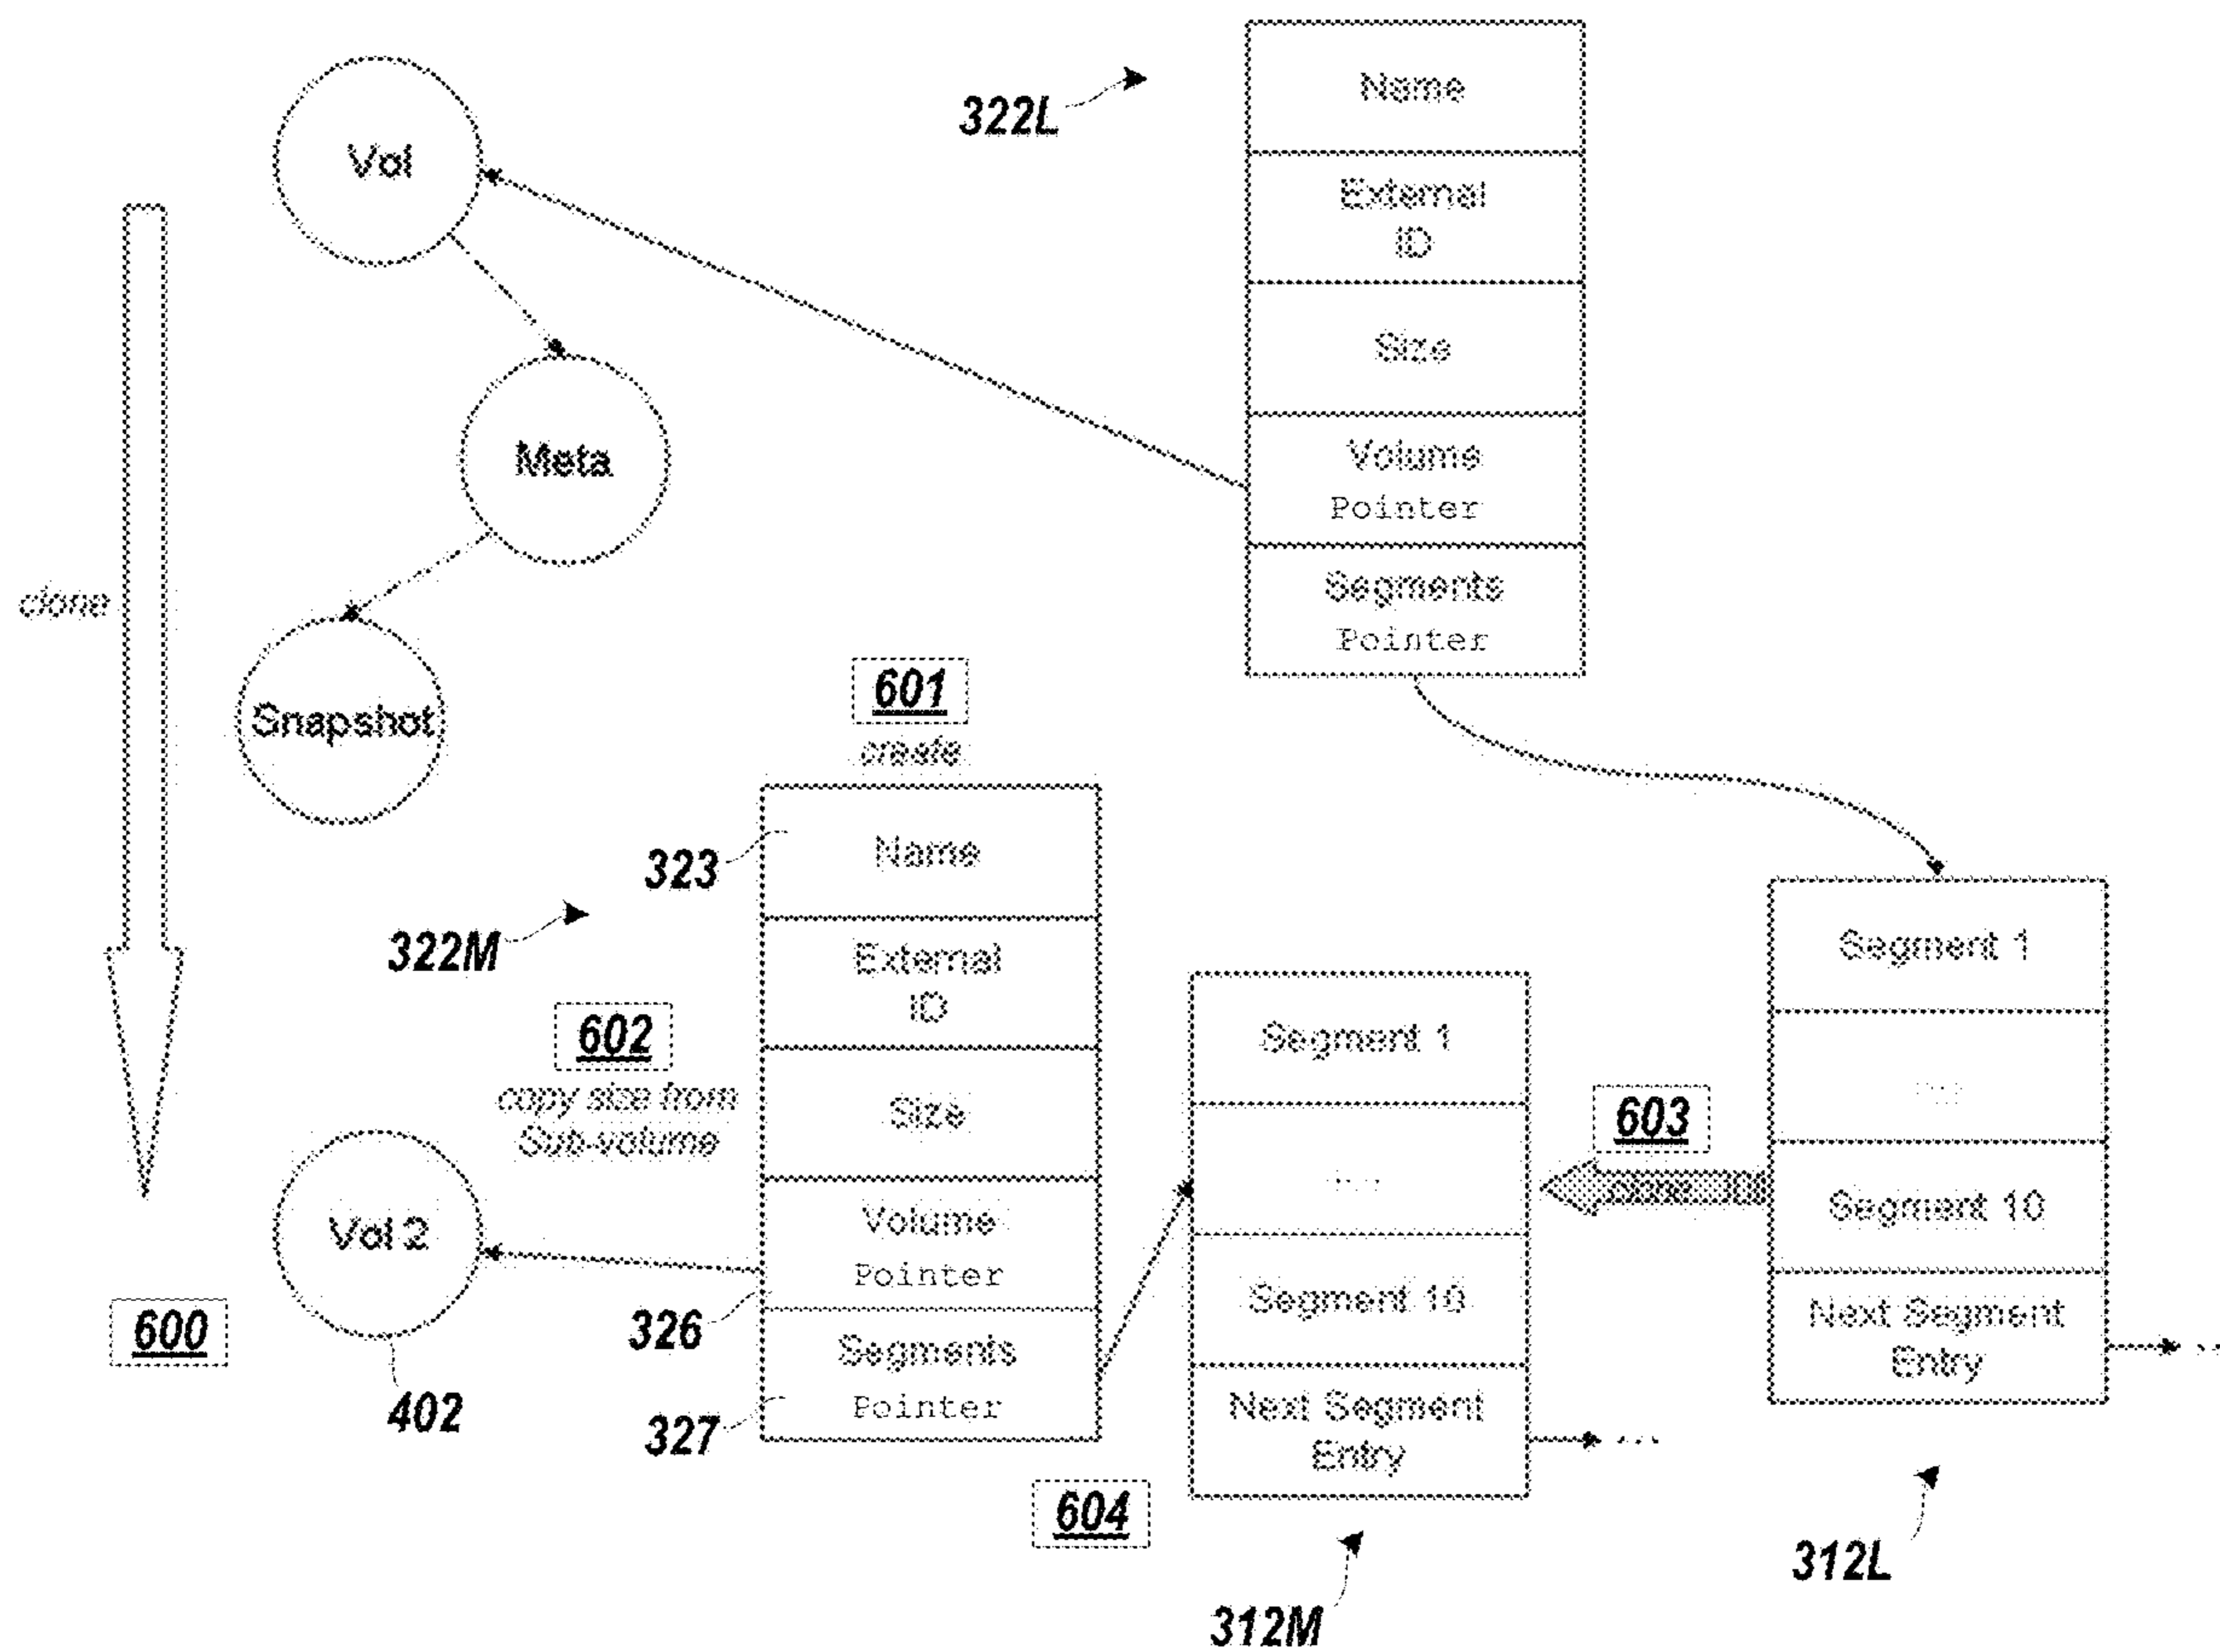 Name
322L
External
ID
Vol
Size
Volume
Pointer
Meta
Segments
Pointer
clone
Snapshot
601
create
Name
323
322M
External
ID
602
copy size from
Sub-volume
Size
Volume
Pointer
326
Segments
Pointer
327
Vol 2
402
600
604
Segment 1
...
Segment 10
Next Segment
Entry
...
312M
603
clone
Segment 1
...
Segment 10
Next Segment
Entry
...
312L